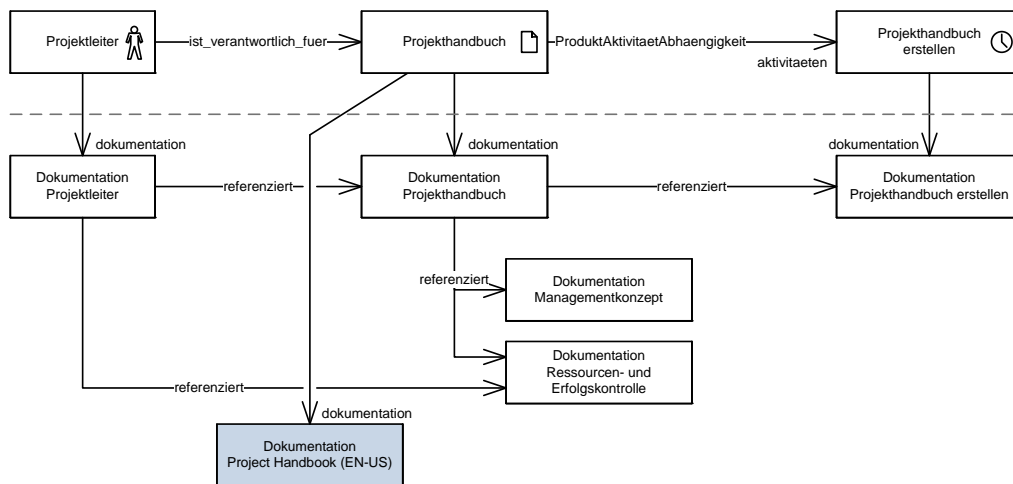 Projektleiter
ist_verantwortlich_fuer
Projekthandbuch
ProduktAktivitaetAbhaengigkeit
aktivitaeten
Projekthandbuch
erstellen
dokumentation
dokumentation
dokumentation
Dokumentation
Projektleiter
referenziert
Dokumentation
Projekthandbuch
referenziert
Dokumentation
Projekthandbuch erstellen
referenziert
Dokumentation
Managementkonzept
Dokumentation
Ressourcen- und
Erfolgskontrolle
referenziert
dokumentation
Dokumentation
Project Handbook (EN-US)